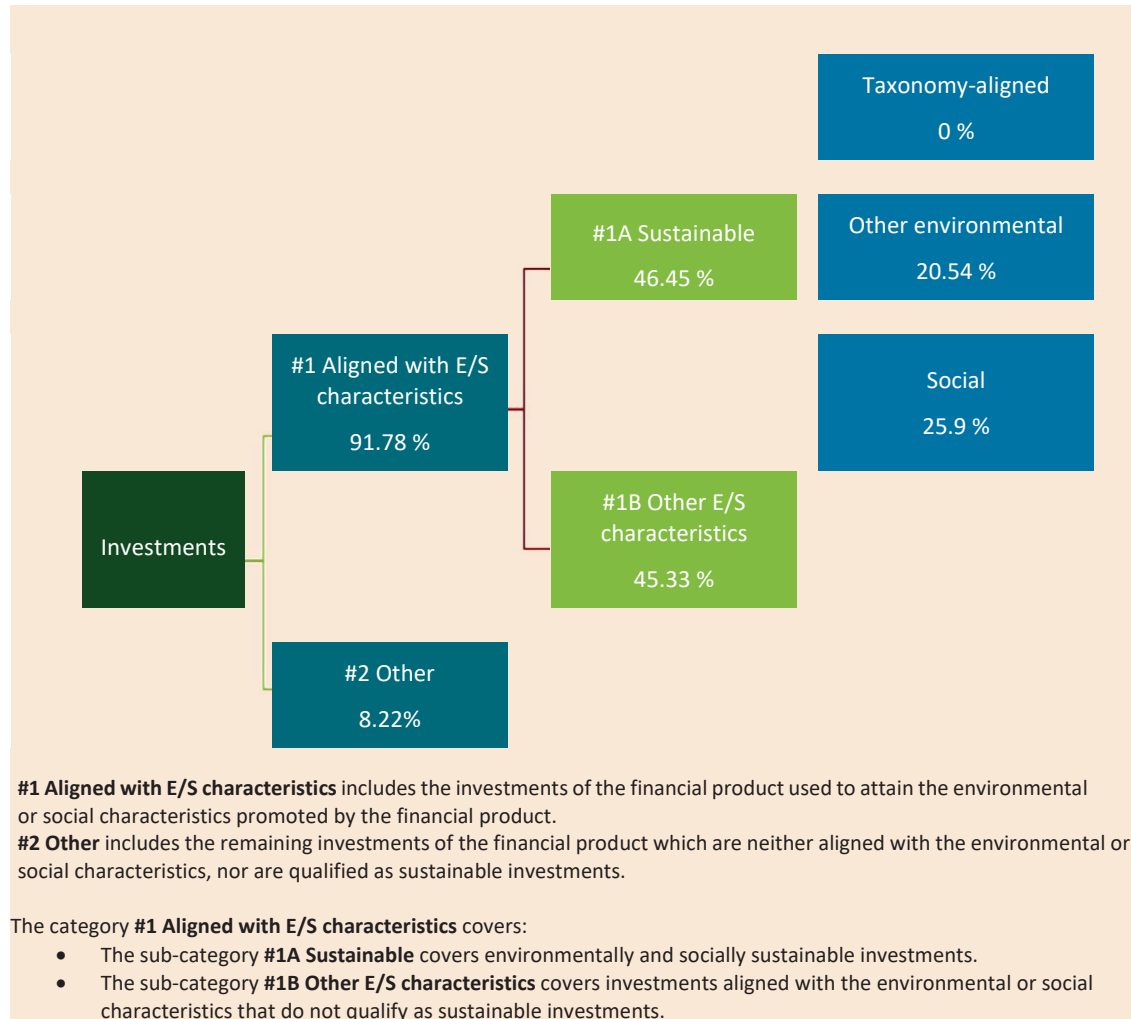 Taxonomy-aligned
0 %
#1A Sustainable
46.45 %
Other environmental
20.54 %
#1 Aligned with E/S
characteristics
91.78 %
Social
25.9 %
Investments
#1B Other E/S
characteristics
45.33 %
#2 Other
8.22%
#1 Aligned with E/S characteristics includes the investments of the financial product used to attain the environmental
or social characteristics promoted by the financial product.
#2 Other includes the remaining investments of the financial product which are neither aligned with the environmental or
social characteristics, nor are qualified as sustainable investments.
The category #1 Aligned with E/S characteristics covers:
• The sub-category #1A Sustainable covers environmentally and socially sustainable investments.
• The sub-category #1B Other E/S characteristics covers investments aligned with the environmental or social
characteristics that do not qualify as sustainable investments.